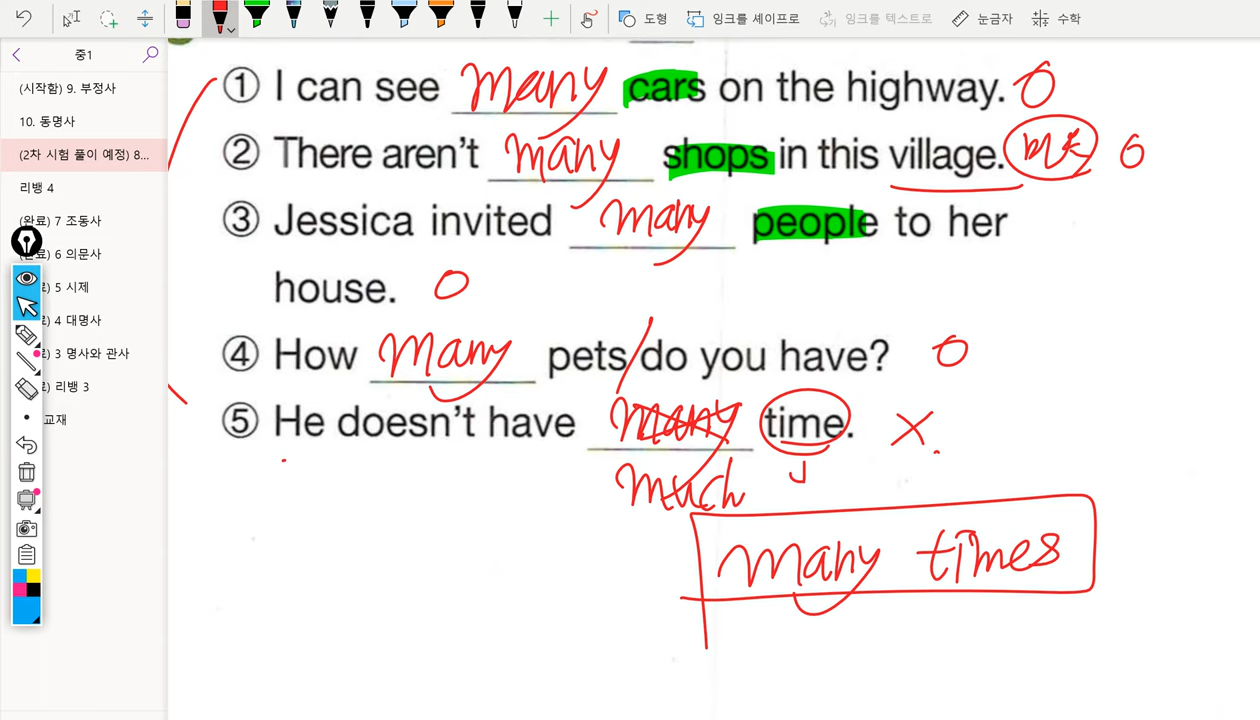 도형 잉크를 셰이프로 잉크를 텍스트로 눈금자 수학
중1
(시작함) 9. 부정사
10. 동명사
(2차 시험 풀이 예정) 8...
리뱅 4
(완료) 7 조동사
) 6 의문사
) 5 시제
) 4 대명사
) 3 명사와 관사
) 리뱅 3
교재
① I can see many cars on the highway. O
② There aren't many shops in this village. O
③ Jessica invited many people to her
house. O
④ How many pets / do you have? O
⑤ He doesn't have many time. X
much
many times